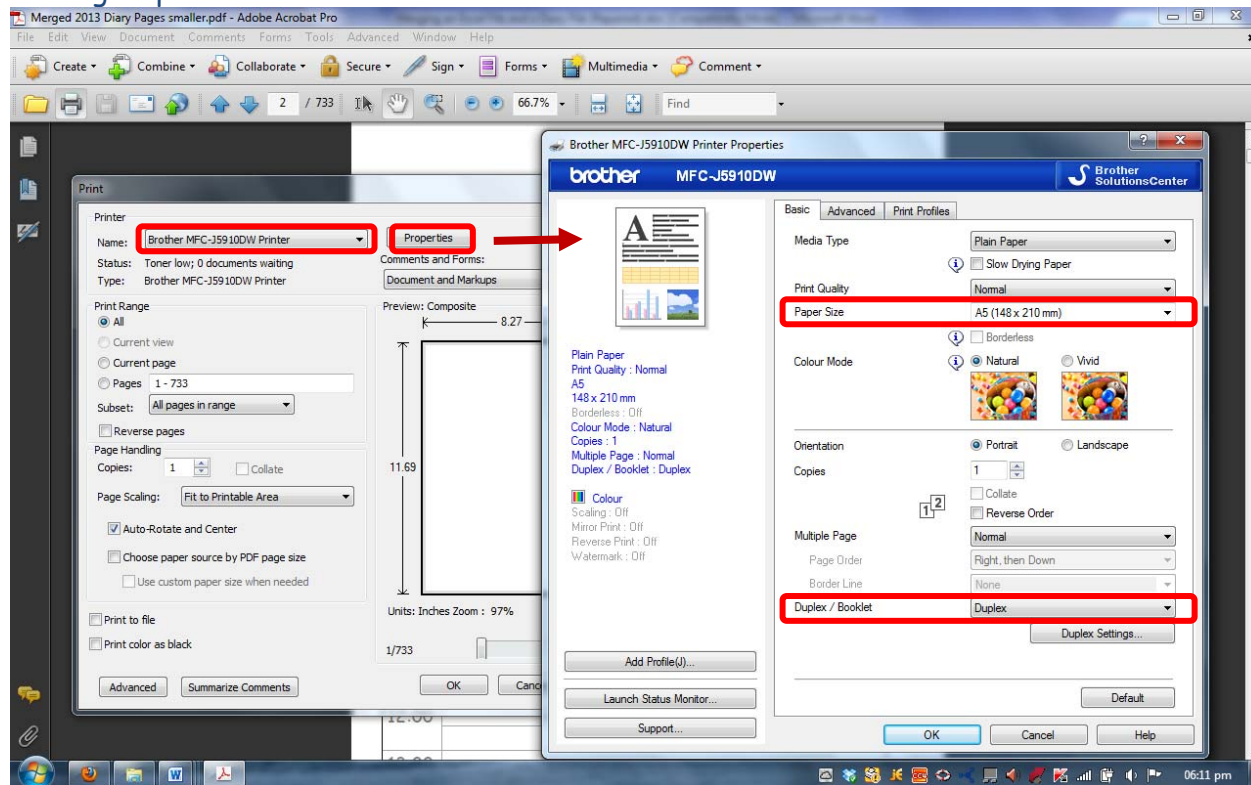 Merged 2013 Diary Pages smaller.pdf - Adobe Acrobat Pro
File Edit View Document Comments Forms Tools Advanced Window Help
Create Combine Collaborate Secure Sign Forms Multimedia Comment
2 / 733 66.7% Find
Print
Printer
Name: Brother MFC-J5910DW Printer Properties
Status: Toner low; 0 documents waiting
Type: Brother MFC-J5910DW Printer
Comments and Forms:
Document and Markups
Print Range
All
Current view
Current page
Pages 1 - 733
Subset: All pages in range
Reverse pages
Page Handling
Copies: 1 Collate
Page Scaling: Fit to Printable Area
Auto-Rotate and Center
Choose paper source by PDF page size
Use custom paper size when needed
Print to file
Print color as black
Preview: Composite
8.27
11.69
Units: Inches Zoom : 97%
1/733
Advanced Summarize Comments OK
12:00
Brother MFC-J5910DW Printer Properties
brother MFC-J5910DW
Brother
SolutionsCenter
A
Plain Paper
Print Quality : Normal
A5
148 x 210 mm
Borderless : Off
Colour Mode : Natural
Copies : 1
Multiple Page : Normal
Duplex / Booklet : Duplex
Colour
Scaling : Off
Mirror Print : Off
Reverse Print : Off
Watermark : Off
Add Profile(J)...
Launch Status Monitor...
Support...
Basic Advanced Print Profiles
Media Type Plain Paper
Slow Drying Paper
Print Quality Normal
Paper Size A5 (148 x 210 mm)
Borderless
Colour Mode Natural Vivid
Orientation Portrait Landscape
Copies 1
Collate
1 2
Reverse Order
Multiple Page Normal
Page Order Right, then Down
Border Line None
Duplex / Booklet Duplex
Duplex Settings...
Default
OK Cancel Help
06:11 pm